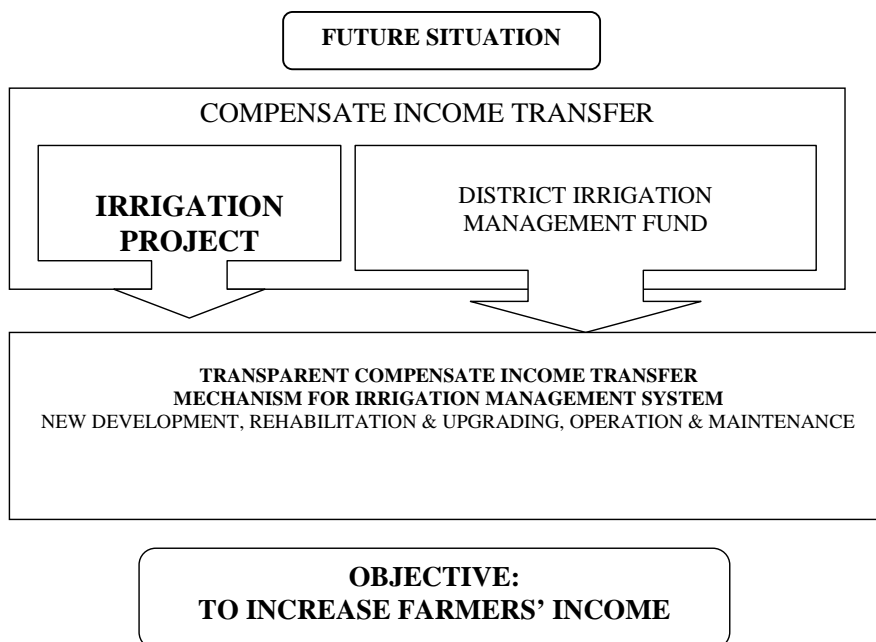 FUTURE SITUATION
COMPENSATE INCOME TRANSFER
IRRIGATION
PROJECT
DISTRICT IRRIGATION
MANAGEMENT FUND
TRANSPARENT COMPENSATE INCOME TRANSFER
MECHANISM FOR IRRIGATION MANAGEMENT SYSTEM
NEW DEVELOPMENT, REHABILITATION & UPGRADING, OPERATION & MAINTENANCE
OBJECTIVE:
TO INCREASE FARMERS’ INCOME